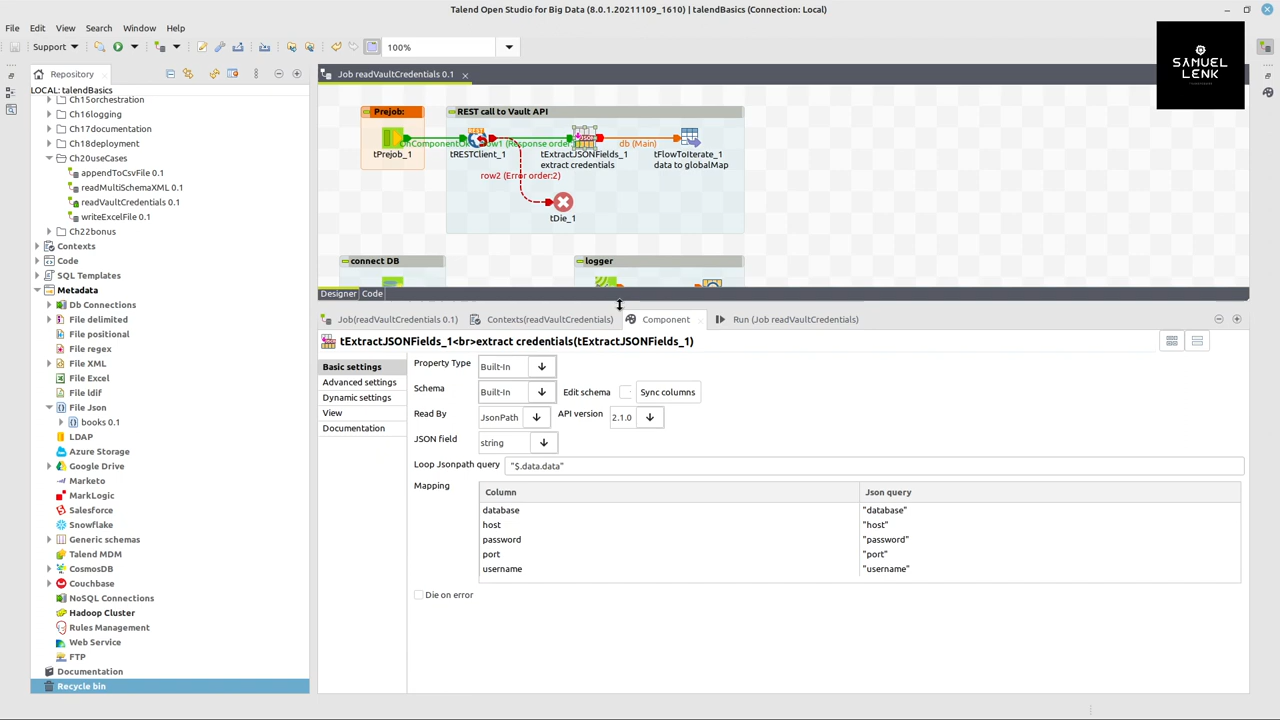 Talend Open Studio for Big Data (8.0.1.20211109_1610) | talendBasics (Connection: Local)
File Edit View Search Window Help
Support
100%
SAMUEL
LENK
Repository
LOCAL: talendBasics
Ch15orchestration
Ch16logging
Ch17documentation
Ch18deployment
Ch20useCases
appendToCsvFile 0.1
readMultiSchemaXML 0.1
readVaultCredentials 0.1
writeExcelFile 0.1
Ch22bonus
Contexts
Code
SQL Templates
Metadata
Db Connections
File delimited
File positional
File regex
File XML
File Excel
File ldif
File Json
books 0.1
LDAP
Azure Storage
Google Drive
Marketo
MarkLogic
Salesforce
Snowflake
Generic schemas
Talend MDM
CosmosDB
Couchbase
NoSQL Connections
Hadoop Cluster
Rules Management
Web Service
FTP
Documentation
Recycle bin
Job readVaultCredentials 0.1
Prejob:
REST call to Vault API
db (Main)
tPrejob_1
tRESTClient_1
tExtractJSONFields_1
extract credentials
tFlowToIterate_1
data to globalMap
row2 (Error order:2)
tDie_1
connect DB
logger
Designer Code
Job(readVaultCredentials 0.1) Contexts(readVaultCredentials) Component Run (Job readVaultCredentials)
tExtractJSONFields_1<br>extract credentials(tExtractJSONFields_1)
Basic settings
Advanced settings
Dynamic settings
View
Documentation
Property Type Built-In
Schema Built-In Edit schema Sync columns
Read By JsonPath API version 2.1.0
JSON field string
Loop Jsonpath query "$.data.data"
Mapping
Column Json query
database "database"
host "host"
password "password"
port "port"
username "username"
Die on error